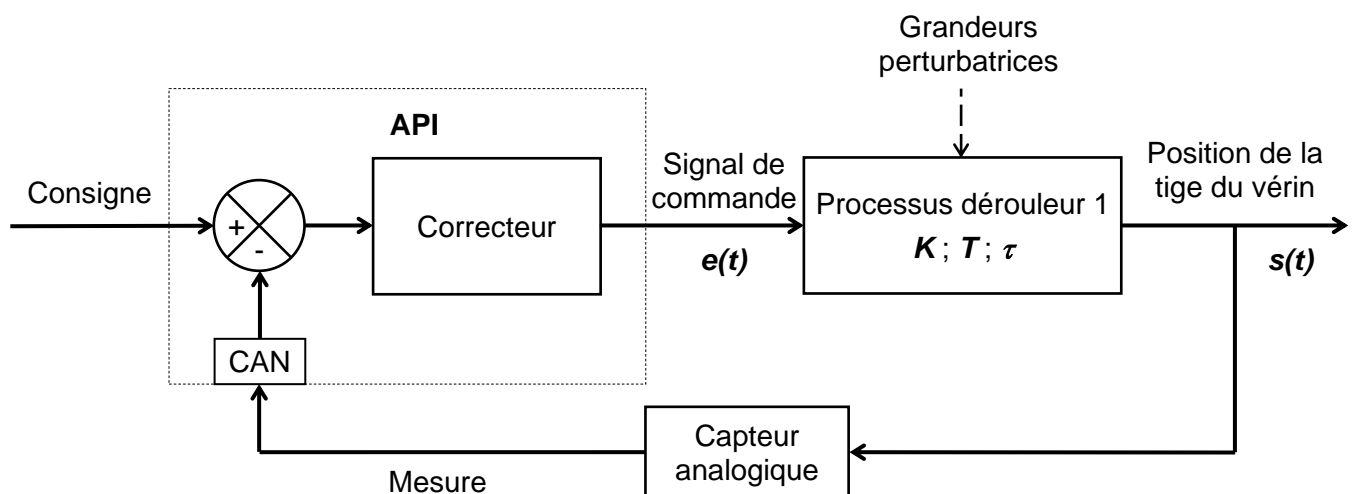 Grandeurs
perturbatrices
API
Consigne
+
-
Correcteur
Signal de
commande
e(t)
Processus dérouleur 1
K ; T ; τ
Position de la
tige du vérin
s(t)
CAN
Mesure
Capteur
analogique